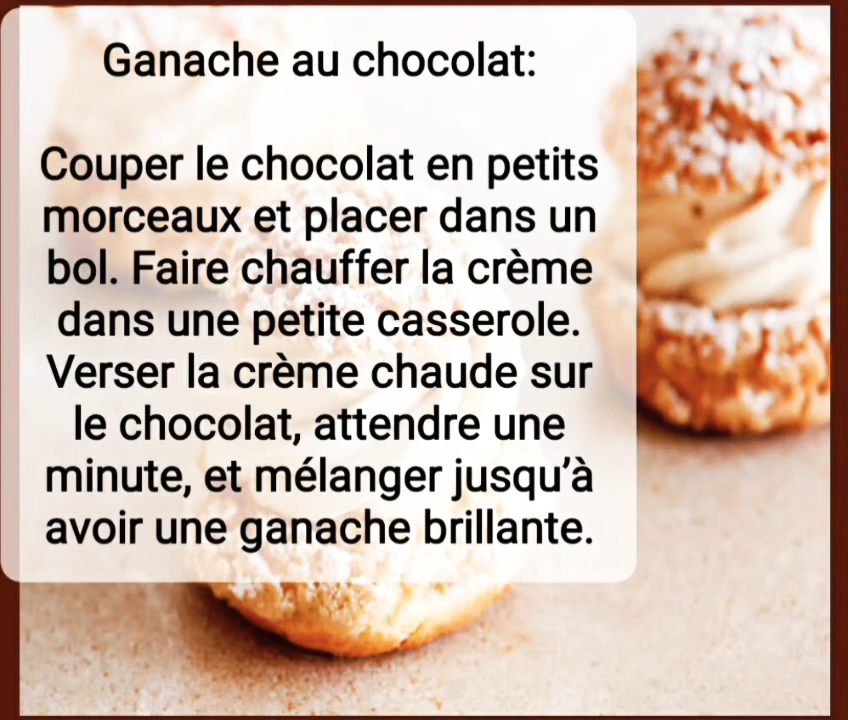 Ganache au chocolat:
Couper le chocolat en petits
morceaux et placer dans un
bol. Faire chauffer la crème
dans une petite casserole.
Verser la crème chaude sur
le chocolat, attendre une
minute, et mélanger jusqu’à
avoir une ganache brillante.